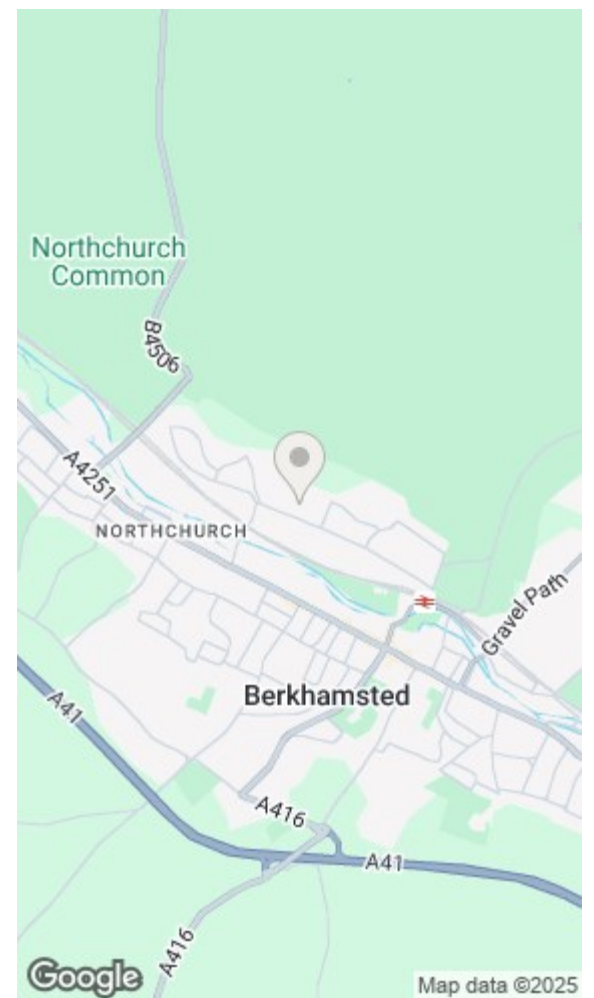 Northchurch
Common
B4506
A4251
NORTHCHURCH
Gravel Path
Berkhamsted
A41
A416
A41
A416
Google
Map data ©2025